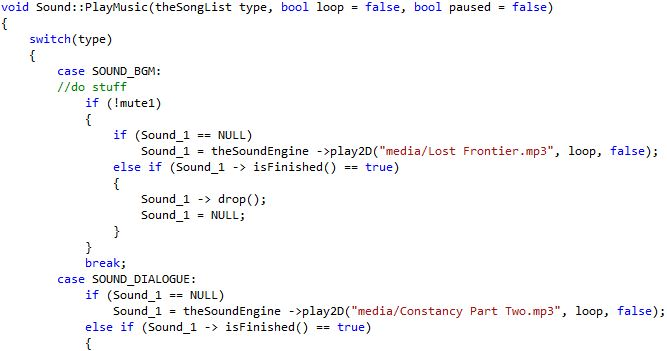 void Sound::PlayMusic(theSongList type, bool loop = false, bool paused = false)
{
    switch(type)
    {
        case SOUND_BGM:
        //do stuff
            if (!mute1)
            {
                if (Sound_1 == NULL)
                    Sound_1 = theSoundEngine ->play2D("media/Lost Frontier.mp3", loop, false);
                else if (Sound_1 -> isFinished() == true)
                {
                    Sound_1 -> drop();
                    Sound_1 = NULL;
                }
            }
            break;
        case SOUND_DIALOGUE:
            if (Sound_1 == NULL)
                Sound_1 = theSoundEngine ->play2D("media/Constancy Part Two.mp3", loop, false);
            else if (Sound_1 -> isFinished() == true)
            {